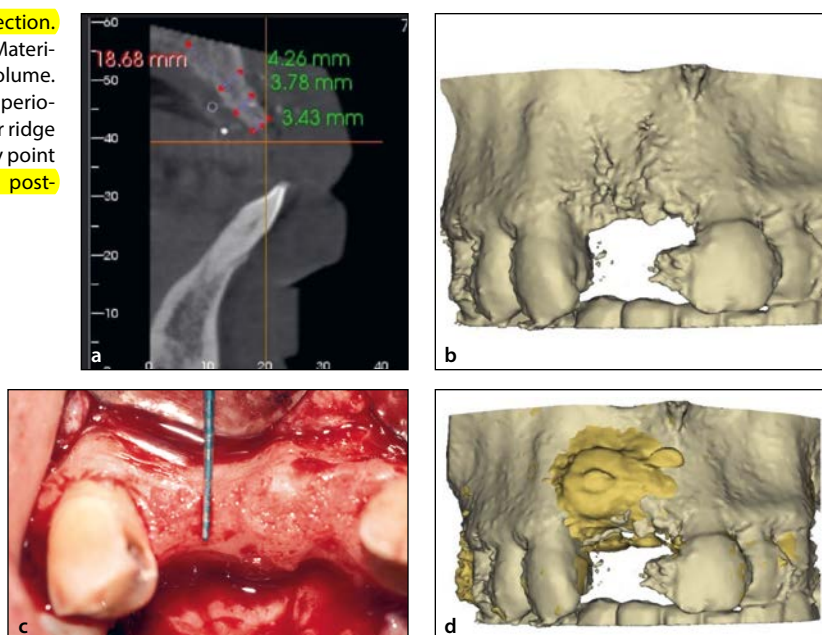 ection.
Materi-
olume.
perio-
r ridge
y point
post-
60
50
40
30
20
10
0
10
20
30
40
7
18.68 mm
4.26 mm
3.78 mm
3.43 mm
a
b
c
d